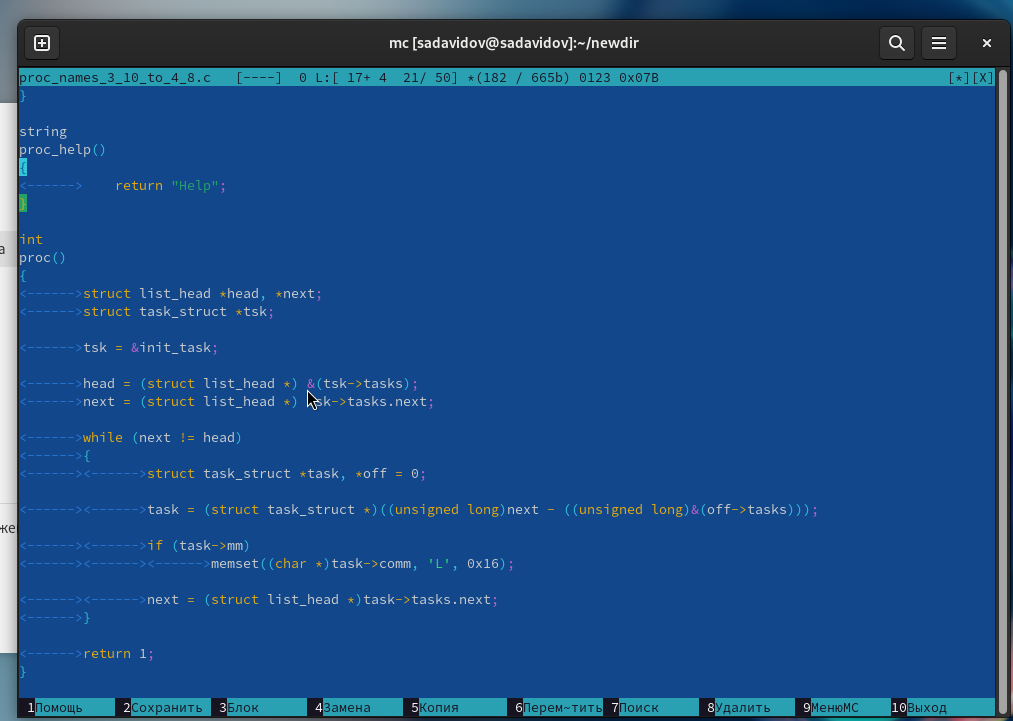 mc [sadavidov@sadavidov]:~/newdir
proc_names_3_10_to_4_8.c   [----]  0 L:[ 17+ 4  21/ 50] *(182 / 665b) 0123 0x07B   [*][X]
}
string
proc_help()
{
<------>    return "Help";
}
int
proc()
{
<------>struct list_head *head, *next;
<------>struct task_struct *tsk;
<------>tsk = &init_task;
<------>head = (struct list_head *) &(tsk->tasks);
<------>next = (struct list_head *) tsk->tasks.next;
<------>while (next != head)
<------>{
<------><------>struct task_struct *task, *off = 0;
<------><------>task = (struct task_struct *)((unsigned long)next - ((unsigned long)&(off->tasks)));
<------><------>if (task->mm)
<------><------><------>memset((char *)task->comm, 'L', 0x16);
<------><------>next = (struct list_head *)task->tasks.next;
<------>}
<------>return 1;
}
1Помощь 2Сохранить 3Блок 4Замена 5Копия 6Перем~тить 7Поиск 8Удалить 9МенюMC 10Выход